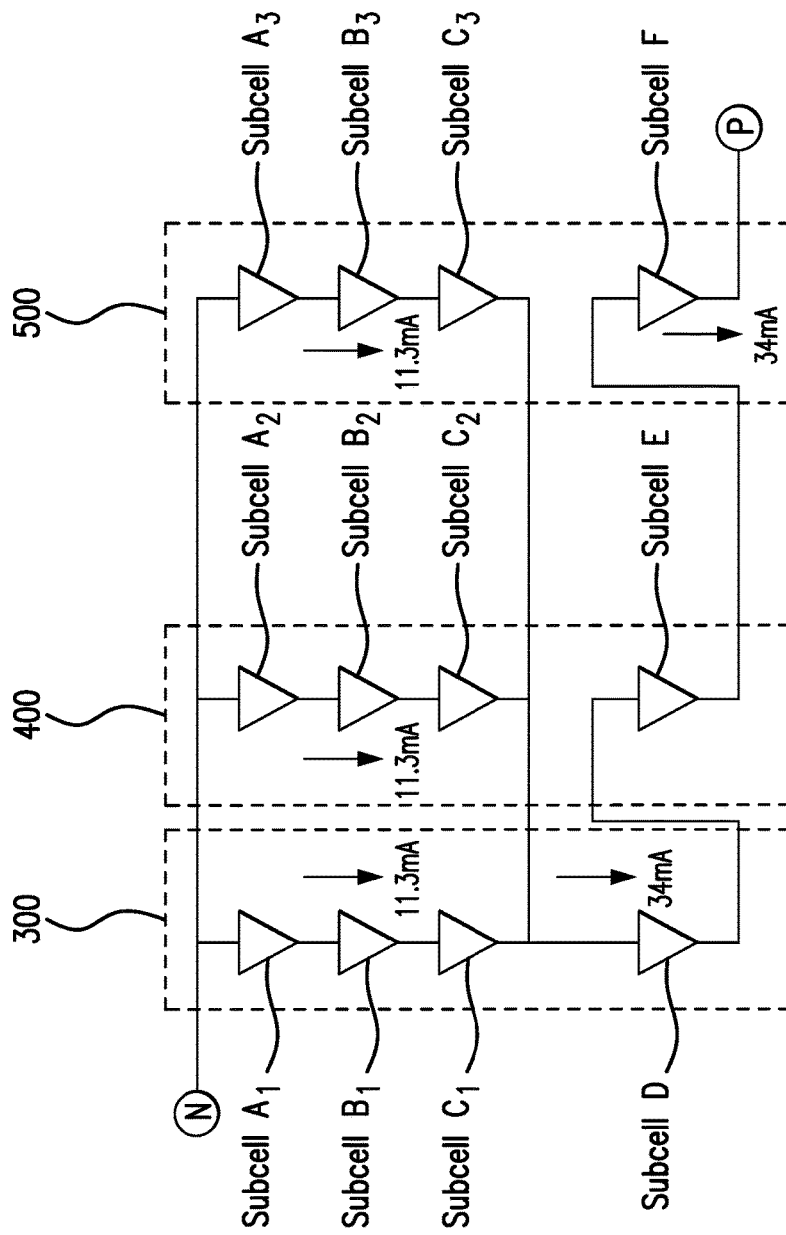 300
400
500
N
Subcell A1
Subcell B1
Subcell C1
Subcell D
11.3mA
34mA
Subcell A2
Subcell B2
Subcell C2
Subcell E
11.3mA
Subcell A3
Subcell B3
Subcell C3
Subcell F
11.3mA
34mA
P